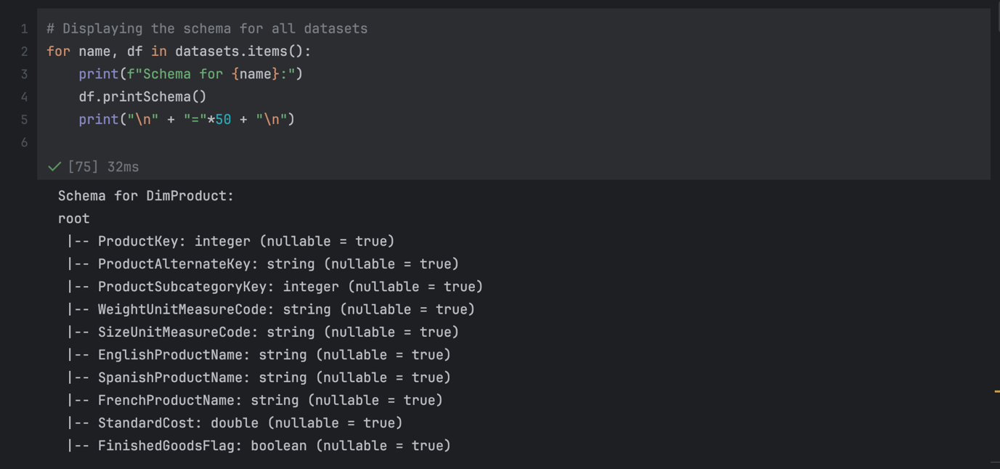 1 # Displaying the schema for all datasets
2 for name, df in datasets.items():
3     print(f"Schema for {name}:")
4     df.printSchema()
5     print("\n" + "="*50 + "\n")
6
[75] 32ms
Schema for DimProduct:
root
 |-- ProductKey: integer (nullable = true)
 |-- ProductAlternateKey: string (nullable = true)
 |-- ProductSubcategoryKey: integer (nullable = true)
 |-- WeightUnitMeasureCode: string (nullable = true)
 |-- SizeUnitMeasureCode: string (nullable = true)
 |-- EnglishProductName: string (nullable = true)
 |-- SpanishProductName: string (nullable = true)
 |-- FrenchProductName: string (nullable = true)
 |-- StandardCost: double (nullable = true)
 |-- FinishedGoodsFlag: boolean (nullable = true)